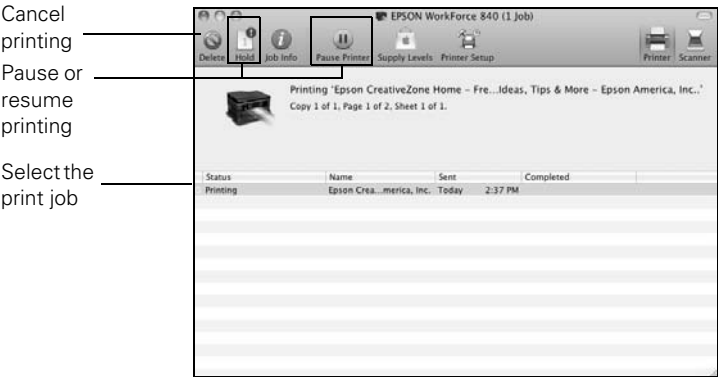 Cancel
printing
Pause or
resume
printing
Select the
print job
EPSON WorkForce 840 (1 Job)
Delete Hold Job Info Pause Printer Supply Levels Printer Setup Printer Scanner
Printing 'Epson CreativeZone Home – Fre...Ideas, Tips & More – Epson America, Inc..'
Copy 1 of 1, Page 1 of 2, Sheet 1 of 1.
Status Name Sent Completed
Printing Epson Crea...merica, Inc. Today 2:37 PM